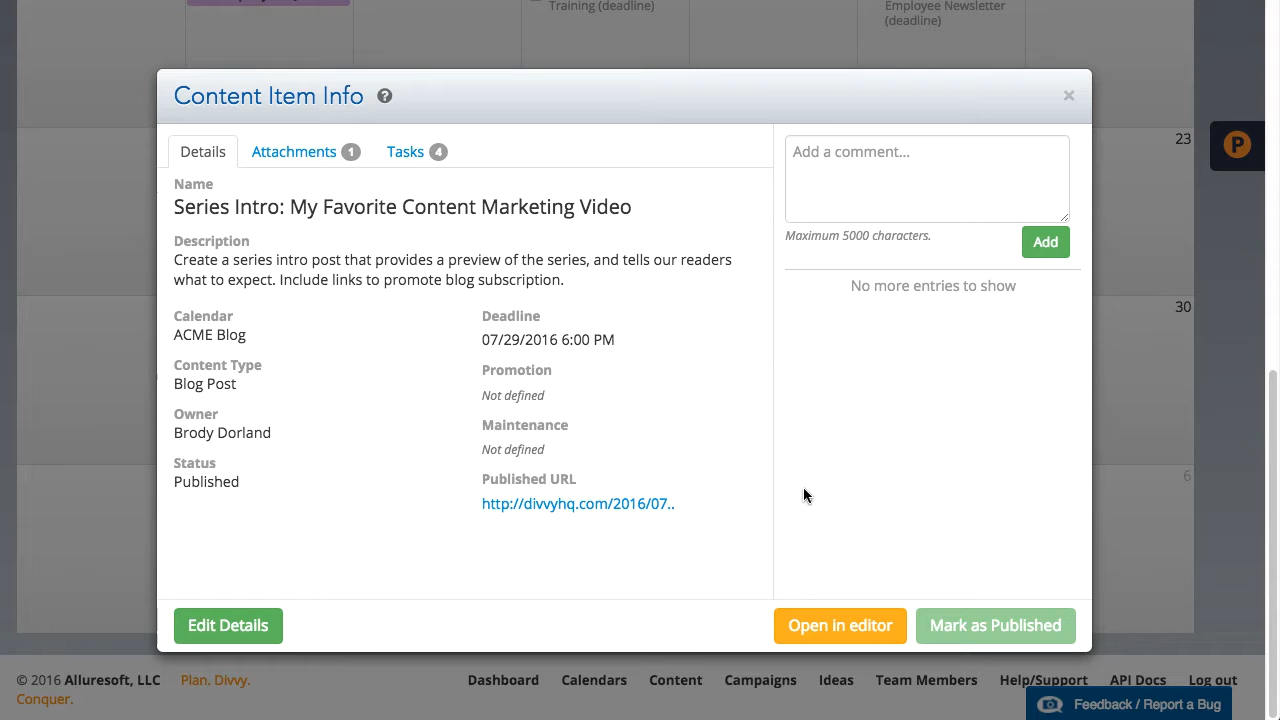 Training (deadline)
Employee Newsletter
(deadline)
Content Item Info ?
×
23
P
Details
Attachments 1
Tasks 4
Add a comment...
Name
Series Intro: My Favorite Content Marketing Video
Maximum 5000 characters.
Add
Description
Create a series intro post that provides a preview of the series, and tells our readers
what to expect. Include links to promote blog subscription.
No more entries to show
30
Calendar
ACME Blog
Deadline
07/29/2016 6:00 PM
Content Type
Blog Post
Promotion
Not defined
Owner
Brody Dorland
Maintenance
Not defined
Status
Published
Published URL
http://divvyhq.com/2016/07..
6
Edit Details
Open in editor
Mark as Published
© 2016 Alluresoft, LLC Plan. Divvy.
Conquer.
Dashboard Calendars Content Campaigns Ideas Team Members Help/Support API Docs Log out
Feedback / Report a Bug